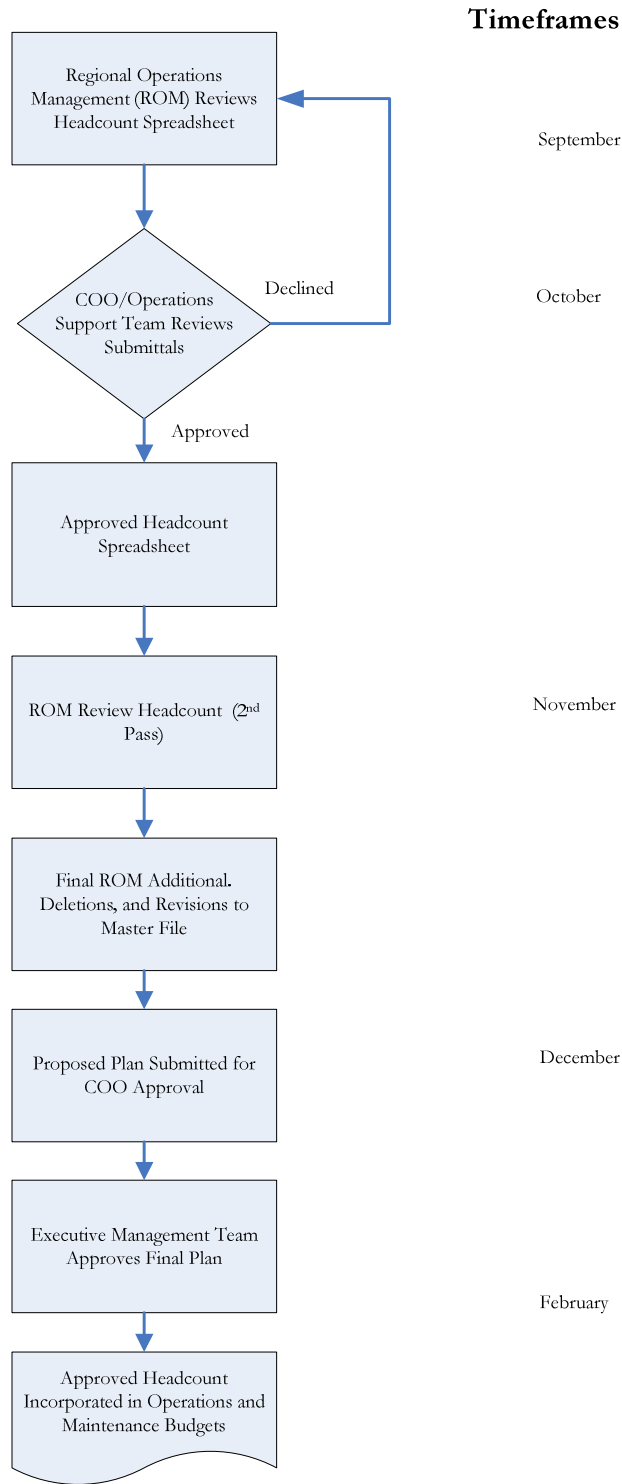 Timeframes
Regional Operations
Management (ROM) Reviews
Headcount Spreadsheet
September
COO/Operations
Support Team Reviews
Submittals
Declined
October
Approved
Approved Headcount
Spreadsheet
ROM Review Headcount (2nd
Pass)
November
Final ROM Additional.
Deletions, and Revisions to
Master File
Proposed Plan Submitted for
COO Approval
December
Executive Management Team
Approves Final Plan
February
Approved Headcount
Incorporated in Operations and
Maintenance Budgets